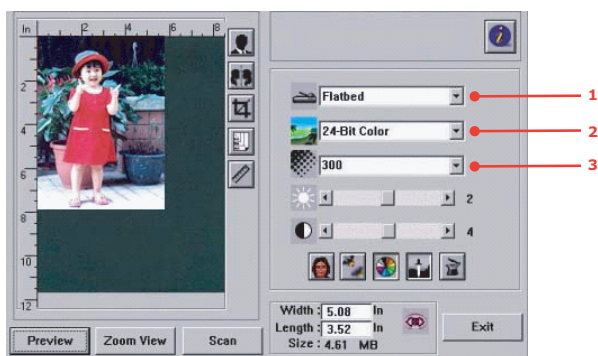 In 2 4 6 8
2
4
6
8
10
12
Flatbed 1
24-Bit Color 2
300 3
2
4
Width : 5.08 In
Length : 3.52 In
Size : 4.61 MB
Preview Zoom View Scan Exit